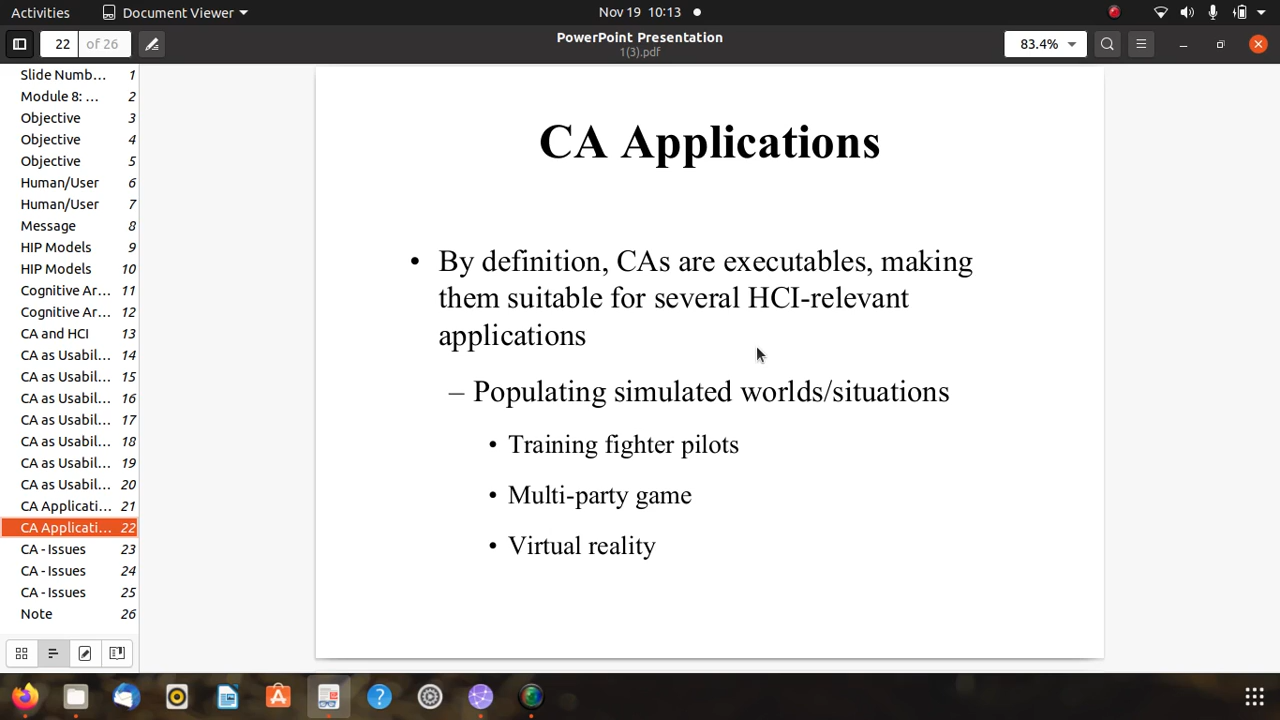 Activities
Document Viewer
Nov 19 10:13
22 of 26
PowerPoint Presentation
1(3).pdf
83.4%
Slide Numb... 1
Module 8: ... 2
Objective 3
Objective 4
Objective 5
Human/User 6
Human/User 7
Message 8
HIP Models 9
HIP Models 10
Cognitive Ar... 11
Cognitive Ar... 12
CA and HCI 13
CA as Usabil... 14
CA as Usabil... 15
CA as Usabil... 16
CA as Usabil... 17
CA as Usabil... 18
CA as Usabil... 19
CA as Usabil... 20
CA Applicati... 21
CA Applicati... 22
CA - Issues 23
CA - Issues 24
CA - Issues 25
Note 26
CA Applications
• By definition, CAs are executables, making
them suitable for several HCI-relevant
applications
– Populating simulated worlds/situations
• Training fighter pilots
• Multi-party game
• Virtual reality